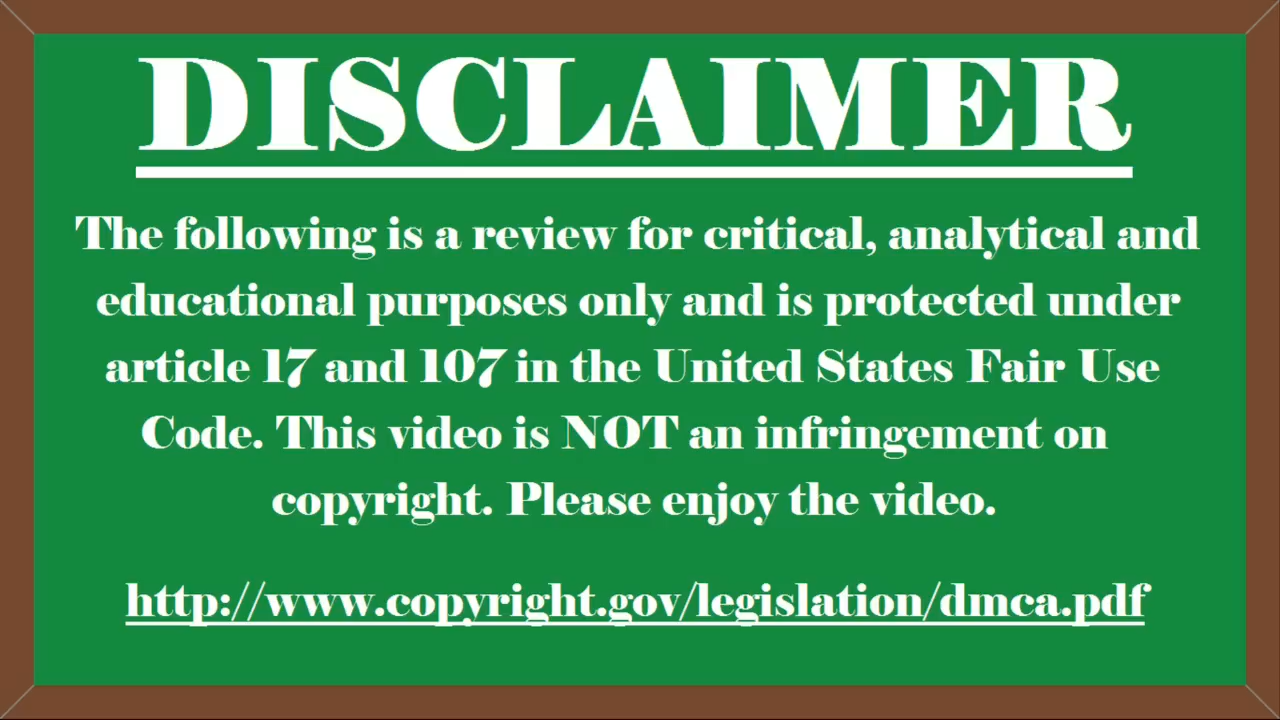 DISCLAIMER
The following is a review for critical, analytical and
educational purposes only and is protected under
article 17 and 107 in the United States Fair Use
Code. This video is NOT an infringement on
copyright. Please enjoy the video.
http://www.copyright.gov/legislation/dmca.pdf